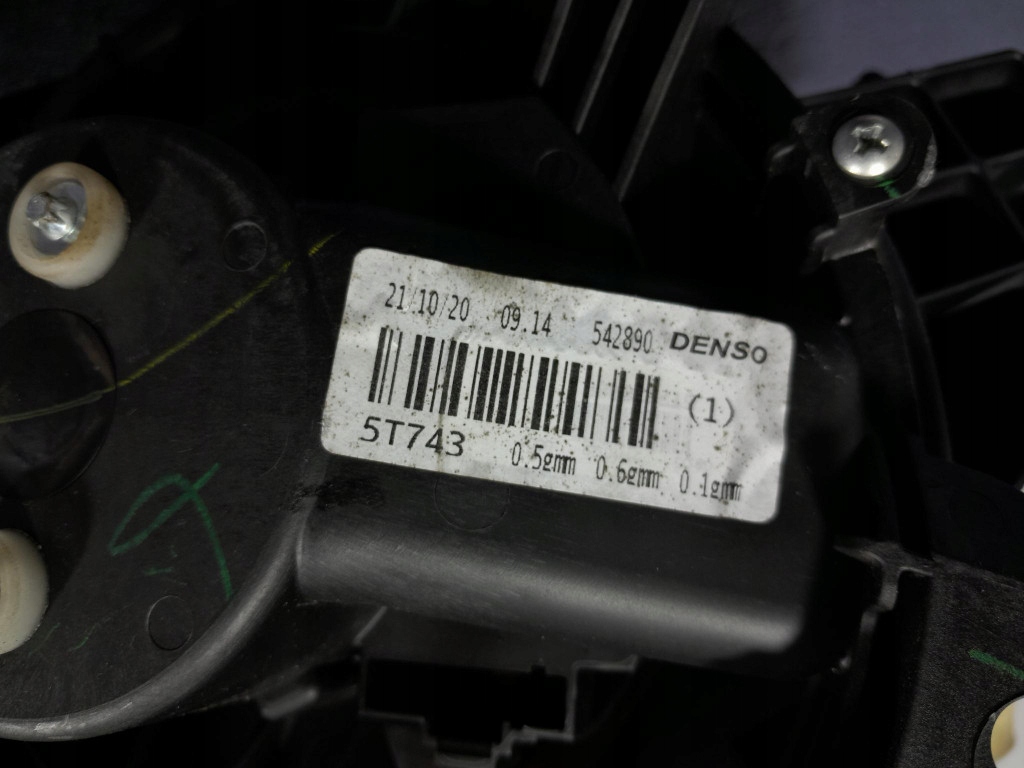 21/10/20 09.14 542890 DENSO
(1)
5T743 0.5gmm 0.6gmm 0.1gmm